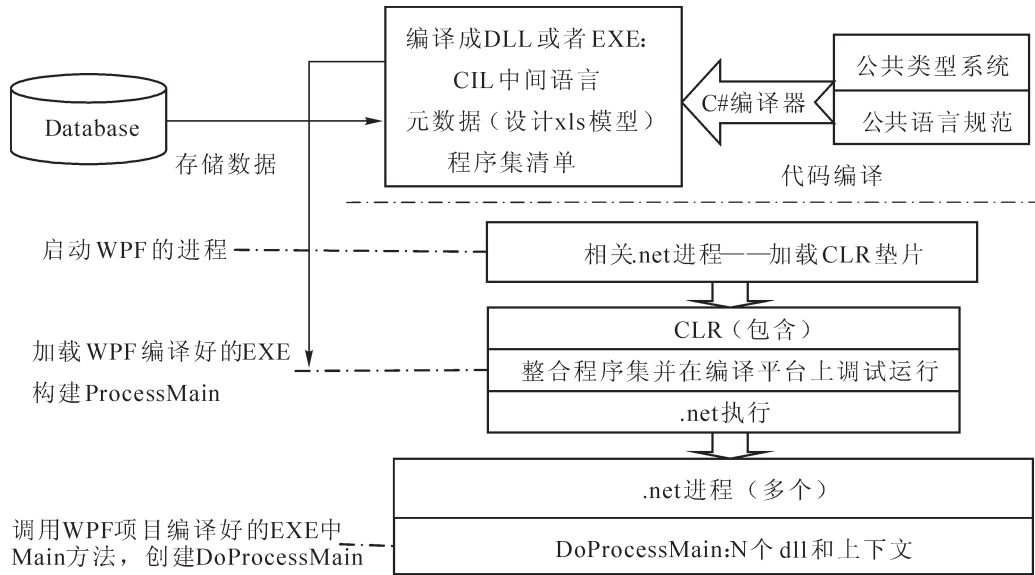 编译成DLL或者EXE:
CIL中间语言
元数据(设计xls模型)
程序集清单
Database
存储数据
C#编译器
公共类型系统
公共语言规范
代码编译
启动WPF的进程
相关.net进程——加载CLR垫片
CLR(包含)
整合程序集并在编译平台上调试运行
.net执行
加载WPF编译好的EXE
构建ProcessMain
.net进程(多个)
DoProcessMain:N个dll和上下文
调用WPF项目编译好的EXE中
Main方法,创建DoProcessMain